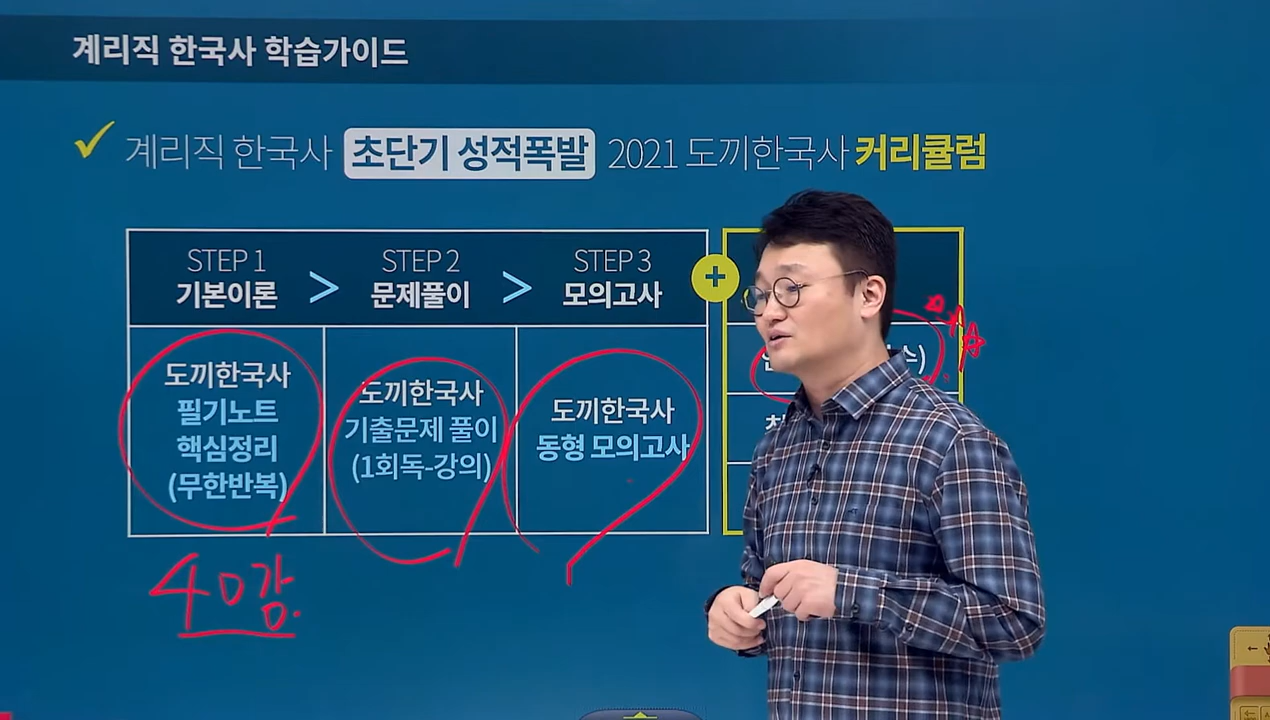 계리직 한국사 학습가이드
계리직 한국사 초단기 성적폭발 2021 도끼한국사 커리큘럼
STEP 1
기본이론
>
STEP 2
문제풀이
>
STEP 3
모의고사
+
도끼한국사
필기노트
핵심정리
(무한반복)
도끼한국사
기출문제 풀이
(1회독-강의)
도끼한국사
동형 모의고사
40강.